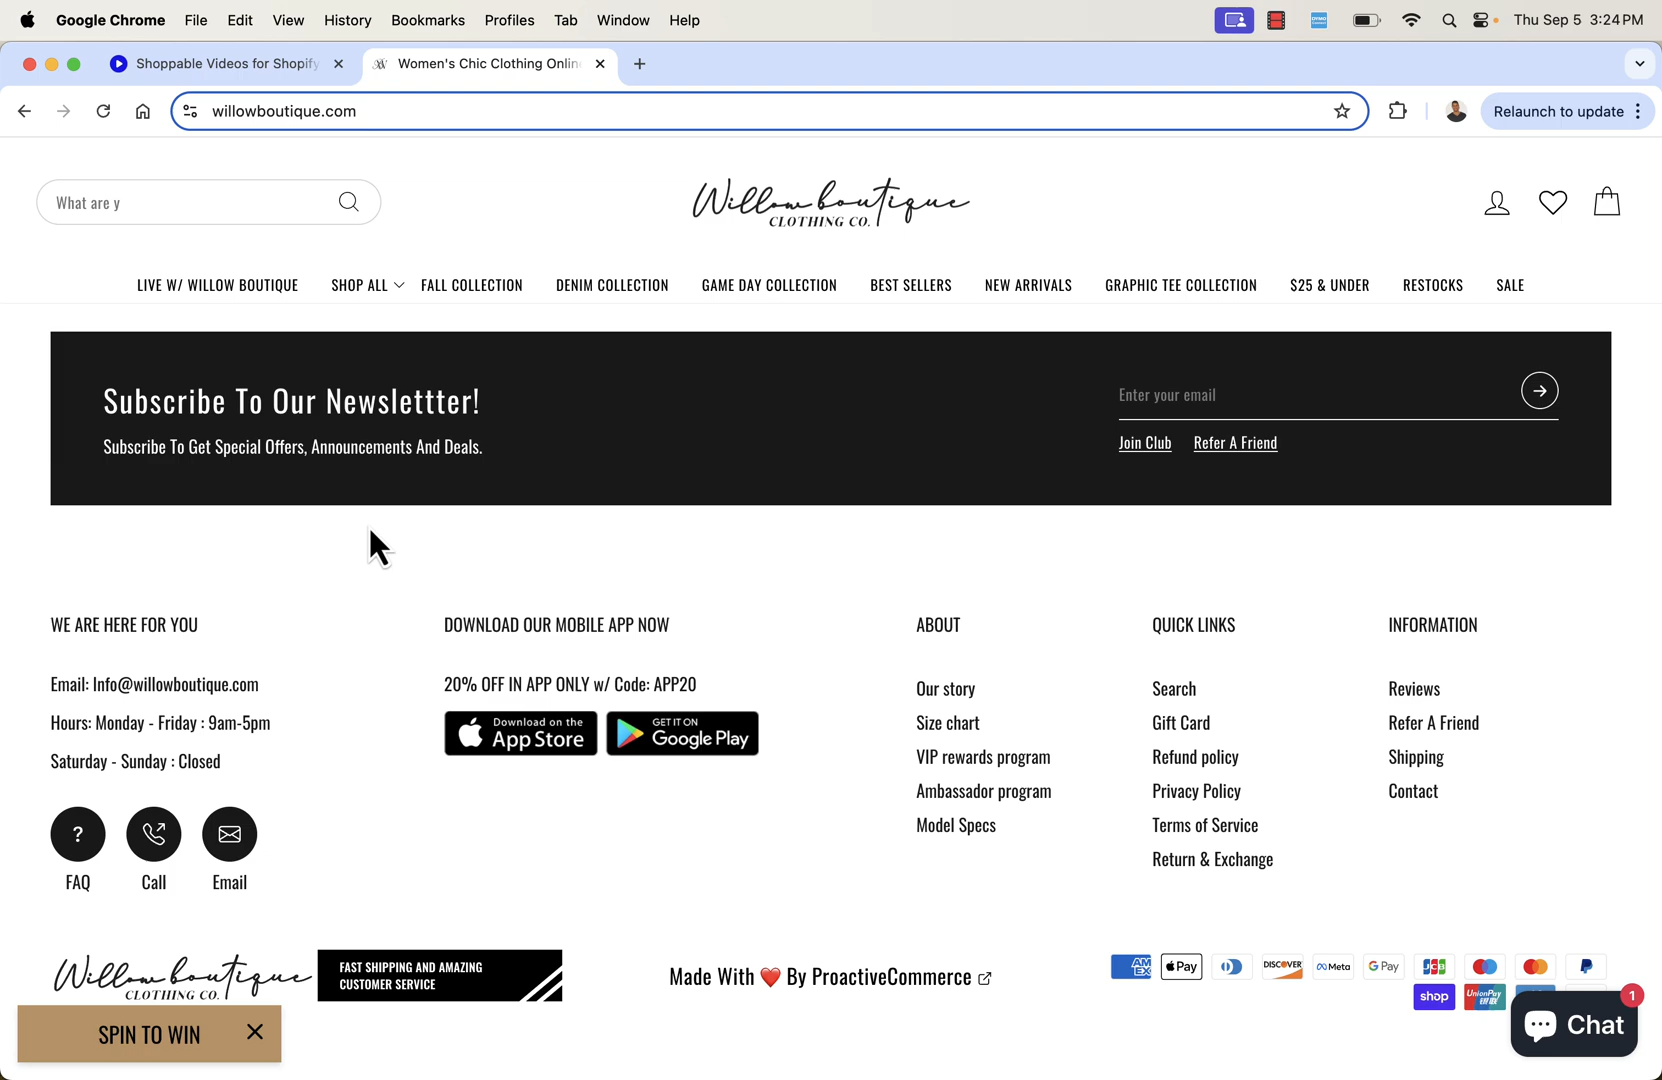 Google Chrome File Edit View History Bookmarks Profiles Tab Window Help
Thu Sep 5 3:24 PM
Shoppable Videos for Shopify
Women's Chic Clothing Onlin
willowboutique.com
Relaunch to update
What are y
Willow boutique
CLOTHING CO.
LIVE W/ WILLOW BOUTIQUE SHOP ALL FALL COLLECTION DENIM COLLECTION GAME DAY COLLECTION BEST SELLERS NEW ARRIVALS GRAPHIC TEE COLLECTION $25 & UNDER RESTOCKS SALE
Subscribe To Our Newslettter!
Subscribe To Get Special Offers, Announcements And Deals.
Enter your email
Join Club Refer A Friend
WE ARE HERE FOR YOU
Email: Info@willowboutique.com
Hours: Monday - Friday : 9am-5pm
Saturday - Sunday : Closed
? 
FAQ Call Email
DOWNLOAD OUR MOBILE APP NOW
20% OFF IN APP ONLY w/ Code: APP20
Download on the
App Store
GET IT ON
Google Play
ABOUT
Our story
Size chart
VIP rewards program
Ambassador program
Model Specs
QUICK LINKS
Search
Gift Card
Refund policy
Privacy Policy
Terms of Service
Return & Exchange
INFORMATION
Reviews
Refer A Friend
Shipping
Contact
Willow boutique
CLOTHING CO.
FAST SHIPPING AND AMAZING
CUSTOMER SERVICE
Made With ❤️ By ProactiveCommerce
AM
EX
Pay
DISCOVER
Meta
G Pay
JCB
shop
UnionPay
银联
SPIN TO WIN
Chat
1